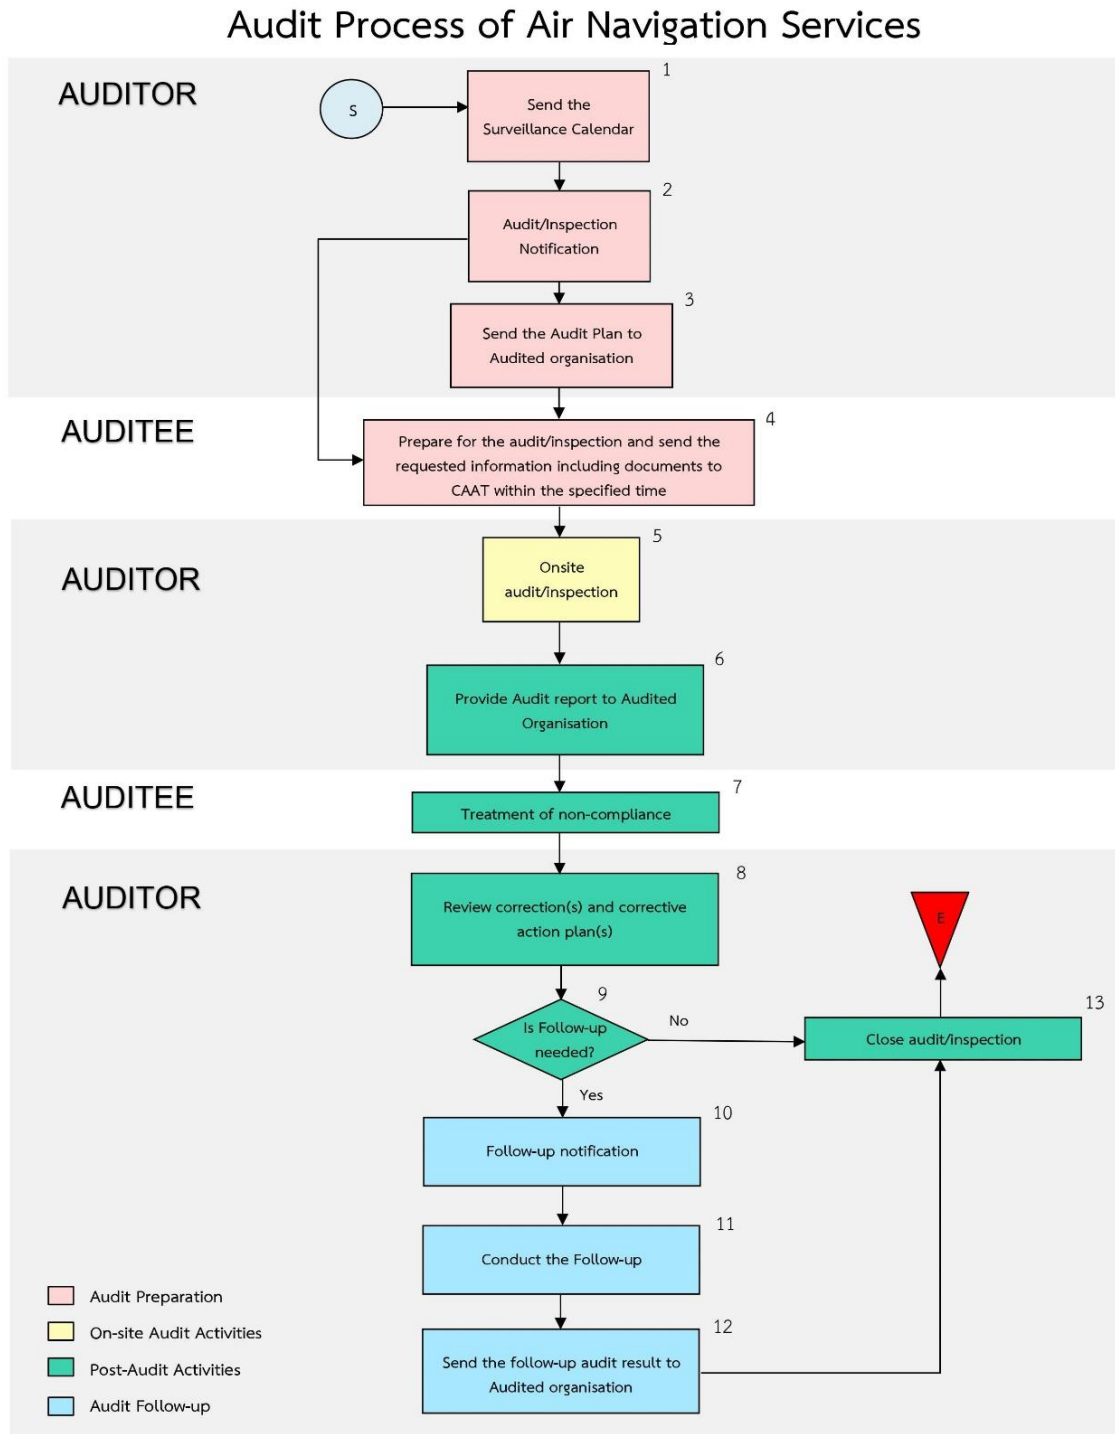 Audit Process of Air Navigation Services
AUDITOR
S
1
Send the
Surveillance Calendar
2
Audit/Inspection
Notification
3
Send the Audit Plan to
Audited organisation
AUDITEE
4
Prepare for the audit/inspection and send the
requested information including documents to
CAAT within the specified time
AUDITOR
5
Onsite
audit/inspection
6
Provide Audit report to Audited
Organisation
AUDITEE
7
Treatment of non-compliance
AUDITOR
8
Review correction(s) and corrective
action plan(s)
E
9
Is Follow-up
needed?
No
13
Close audit/inspection
Yes
10
Follow-up notification
11
Conduct the Follow-up
12
Send the follow-up audit result to
Audited organisation
Audit Preparation
On-site Audit Activities
Post-Audit Activities
Audit Follow-up